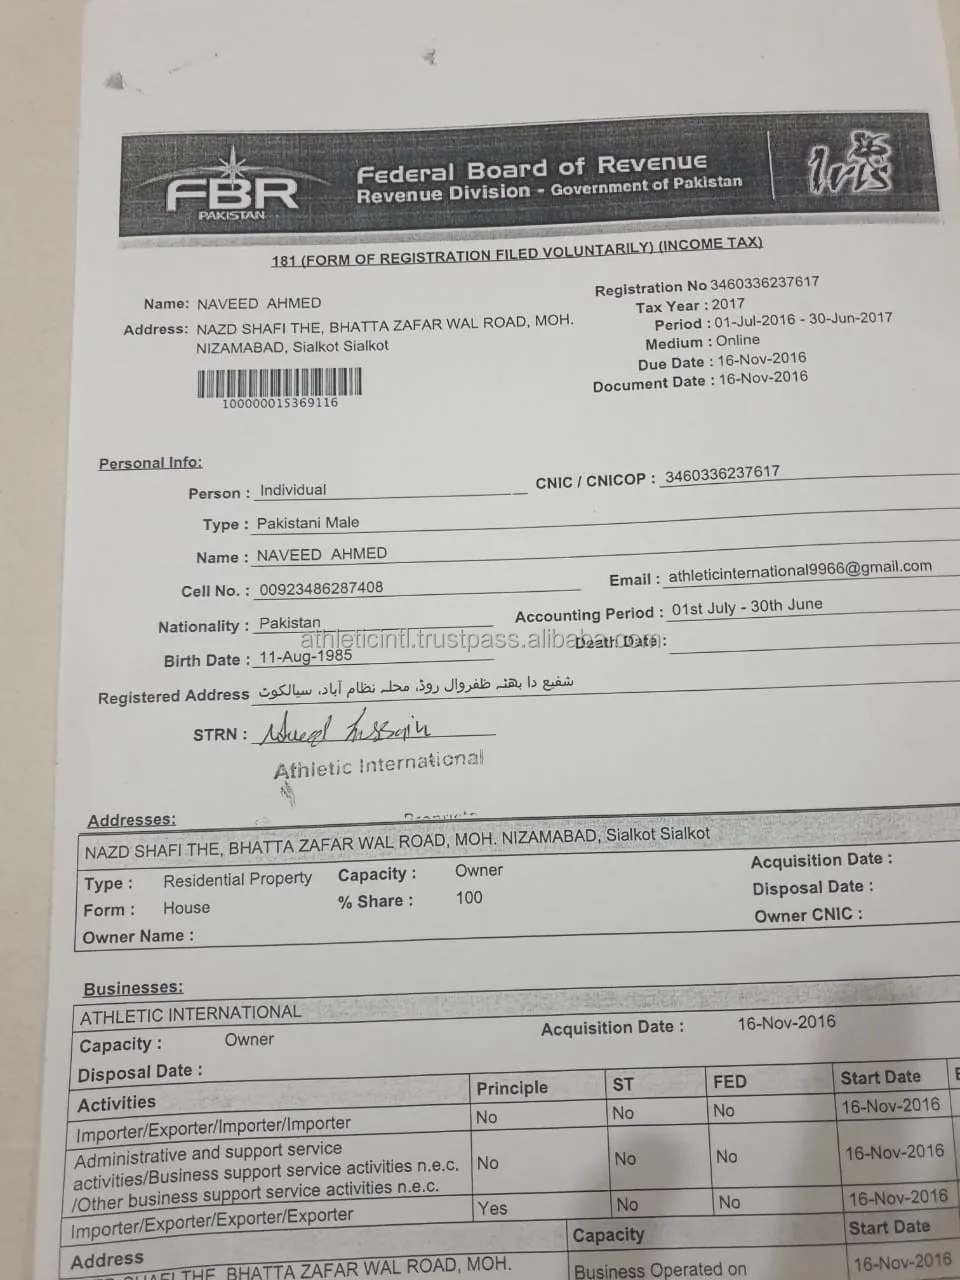 FBR
PAKISTAN
Federal Board of Revenue
Revenue Division - Government of Pakistan
Iris
181 (FORM OF REGISTRATION FILED VOLUNTARILY) (INCOME TAX)
Name: NAVEED AHMED
Address: NAZD SHAFI THE, BHATTA ZAFAR WAL ROAD, MOH.
NIZAMABAD, Sialkot Sialkot
100000015369116
Registration No 3460336237617
Tax Year : 2017
Period : 01-Jul-2016 - 30-Jun-2017
Medium : Online
Due Date : 16-Nov-2016
Document Date : 16-Nov-2016
Personal Info:
Person : Individual CNIC / CNICOP : 3460336237617
Type : Pakistani Male
Name : NAVEED AHMED
Cell No. : 00923486287408 Email : athleticinternational9966@gmail.com
Nationality : Pakistan Accounting Period : 01st July - 30th June
athleticintl.trustpass.alibaba.com
Birth Date : 11-Aug-1985 Death Date :
Registered Address شفیع دا بھٹہ ظفروال روڈ، محلہ نظام آباد، سیالکوٹ
STRN :
Athletic International
Addresses:
NAZD SHAFI THE, BHATTA ZAFAR WAL ROAD, MOH. NIZAMABAD, Sialkot Sialkot
Type : Residential Property Capacity : Owner Acquisition Date :
Form : House % Share : 100 Disposal Date :
Owner Name : Owner CNIC :
Businesses:
ATHLETIC INTERNATIONAL
Capacity : Owner Acquisition Date : 16-Nov-2016
Disposal Date :
Activities Principle ST FED Start Date E
Importer/Exporter/Importer/Importer No No No 16-Nov-2016
Administrative and support service
activities/Business support service activities n.e.c. No No No 16-Nov-2016
/Other business support service activities n.e.c.
Importer/Exporter/Exporter/Exporter Yes No No 16-Nov-2016
Address Capacity Start Date
SHAFI THE, BHATTA ZAFAR WAL ROAD, MOH. Business Operated on 16-Nov-2016